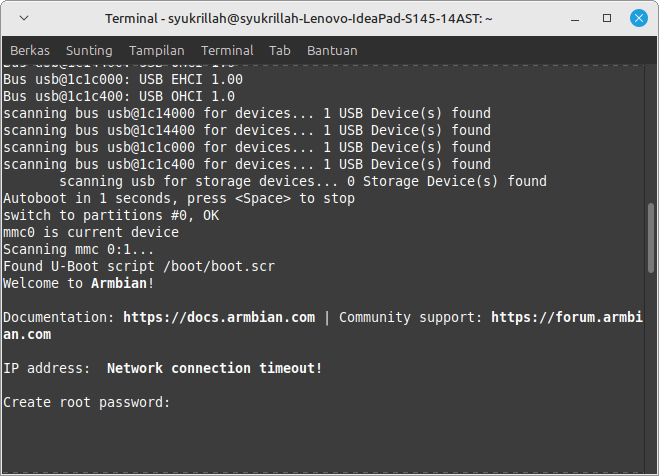 Terminal - syukrillah@syukrillah-Lenovo-IdeaPad-S145-14AST: ~
Berkas Sunting Tampilan Terminal Tab Bantuan
Bus usb@1c1c000: USB EHCI 1.00
Bus usb@1c1c400: USB OHCI 1.0
scanning bus usb@1c14000 for devices... 1 USB Device(s) found
scanning bus usb@1c14400 for devices... 1 USB Device(s) found
scanning bus usb@1c1c000 for devices... 1 USB Device(s) found
scanning bus usb@1c1c400 for devices... 1 USB Device(s) found
scanning usb for storage devices... 0 Storage Device(s) found
Autoboot in 1 seconds, press <Space> to stop
switch to partitions #0, OK
mmc0 is current device
Scanning mmc 0:1...
Found U-Boot script /boot/boot.scr
Welcome to Armbian!
Documentation: https://docs.armbian.com | Community support: https://forum.armbi
an.com
IP address:  Network connection timeout!
Create root password: